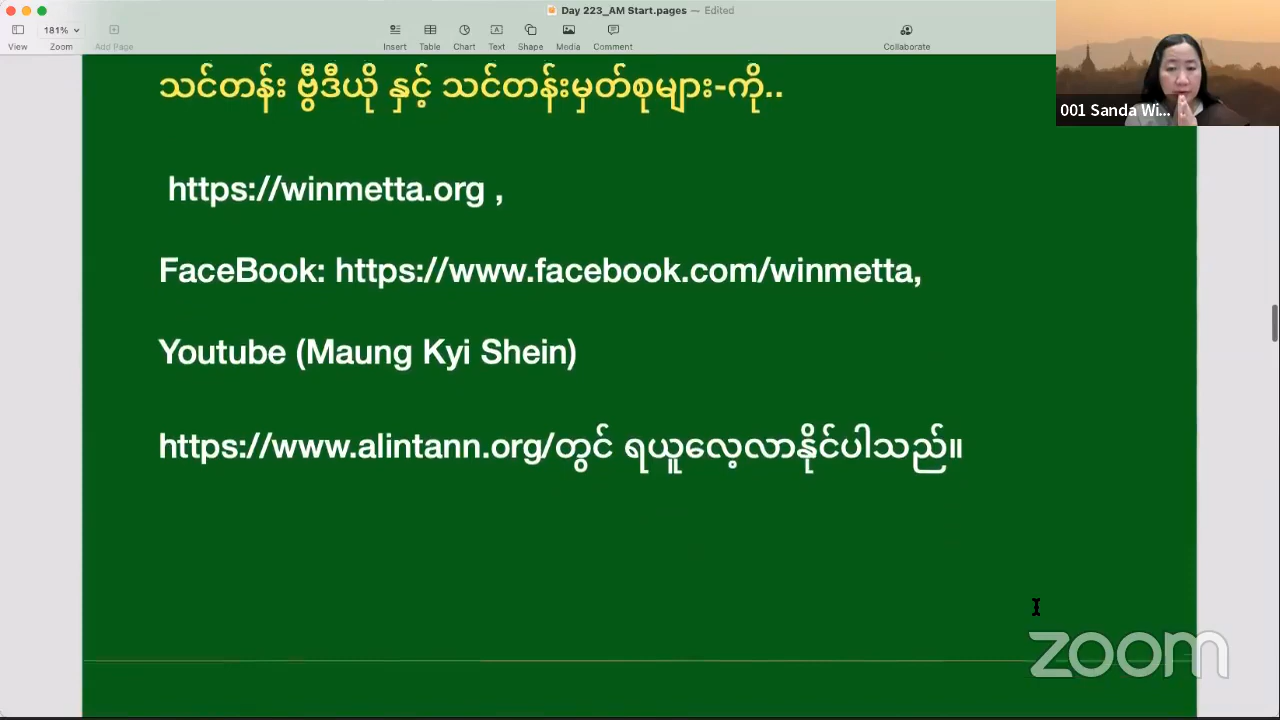 Day 223_AM Start.pages — Edited
181%
View Zoom Add Page Insert Table Chart Text Shape Media Comment Collaborate
001 Sanda Wi...
သင်တန်း ဗွီဒီယို နှင့် သင်တန်းမှတ်စုများ-ကို..
https://winmetta.org ,
FaceBook: https://www.facebook.com/winmetta,
Youtube (Maung Kyi Shein)
https://www.alintann.org/တွင် ရယူလေ့လာနိုင်ပါသည်။
zoom